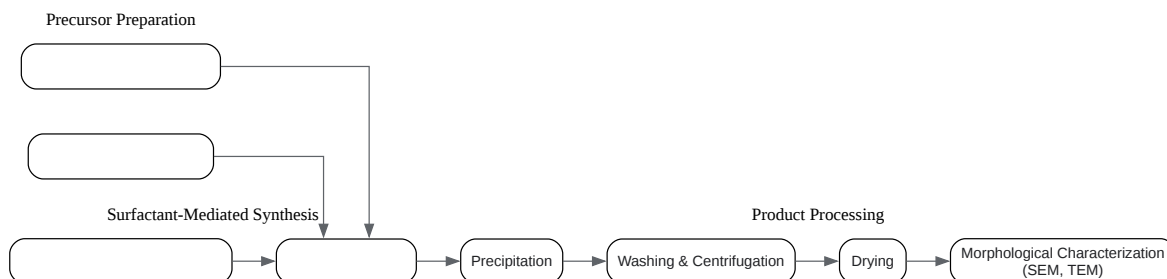 Precursor Preparation
Surfactant-Mediated Synthesis
Product Processing
Precipitation
Washing & Centrifugation
Drying
Morphological Characterization
(SEM, TEM)